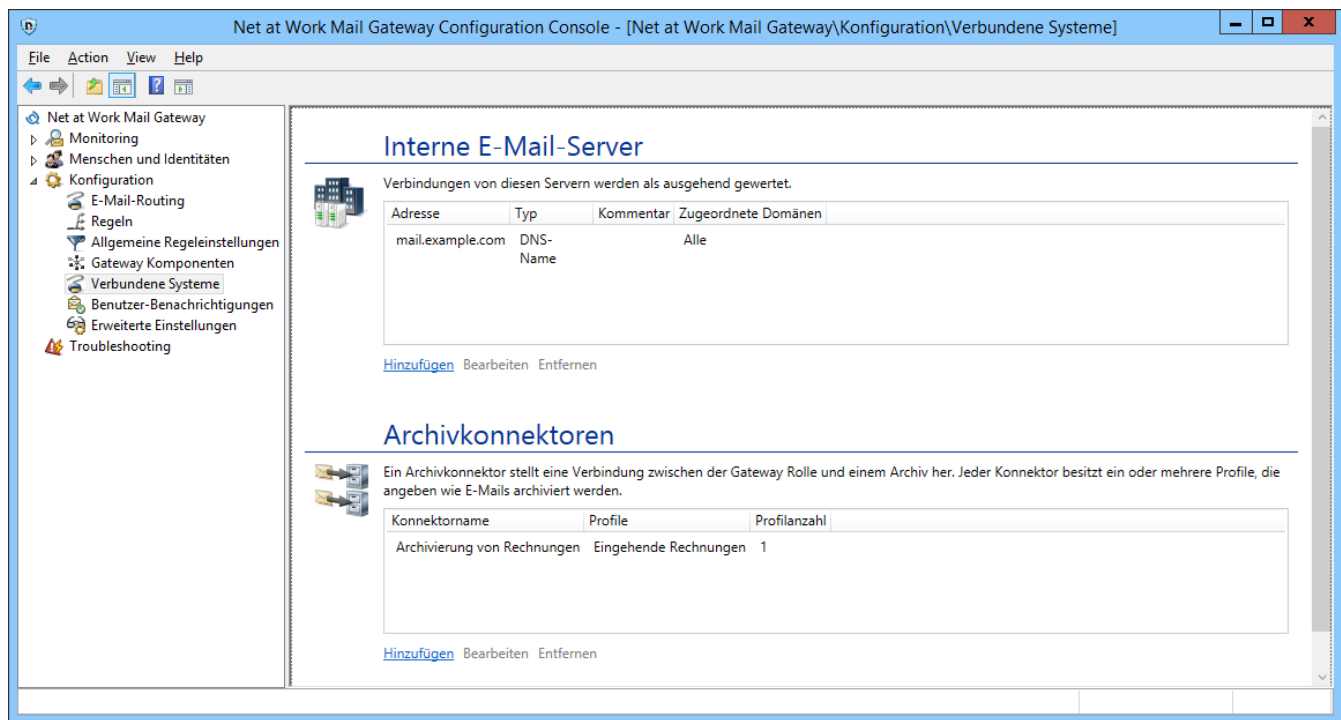 Net at Work Mail Gateway Configuration Console - [Net at Work Mail Gateway\Konfiguration\Verbundene Systeme]
File Action View Help
Net at Work Mail Gateway
Monitoring
Menschen und Identitäten
Konfiguration
E-Mail-Routing
Regeln
Allgemeine Regeleinstellungen
Gateway Komponenten
Verbundene Systeme
Benutzer-Benachrichtigungen
Erweiterte Einstellungen
Troubleshooting
Interne E-Mail-Server
Verbindungen von diesen Servern werden als ausgehend gewertet.
Adresse Typ Kommentar Zugeordnete Domänen
mail.example.com DNS- Alle
Name
Hinzufügen Bearbeiten Entfernen
Archivkonnektoren
Ein Archivkonnektor stellt eine Verbindung zwischen der Gateway Rolle und einem Archiv her. Jeder Konnektor besitzt ein oder mehrere Profile, die
angeben wie E-Mails archiviert werden.
Konnektorname Profile Profilanzahl
Archivierung von Rechnungen Eingehende Rechnungen 1
Hinzufügen Bearbeiten Entfernen